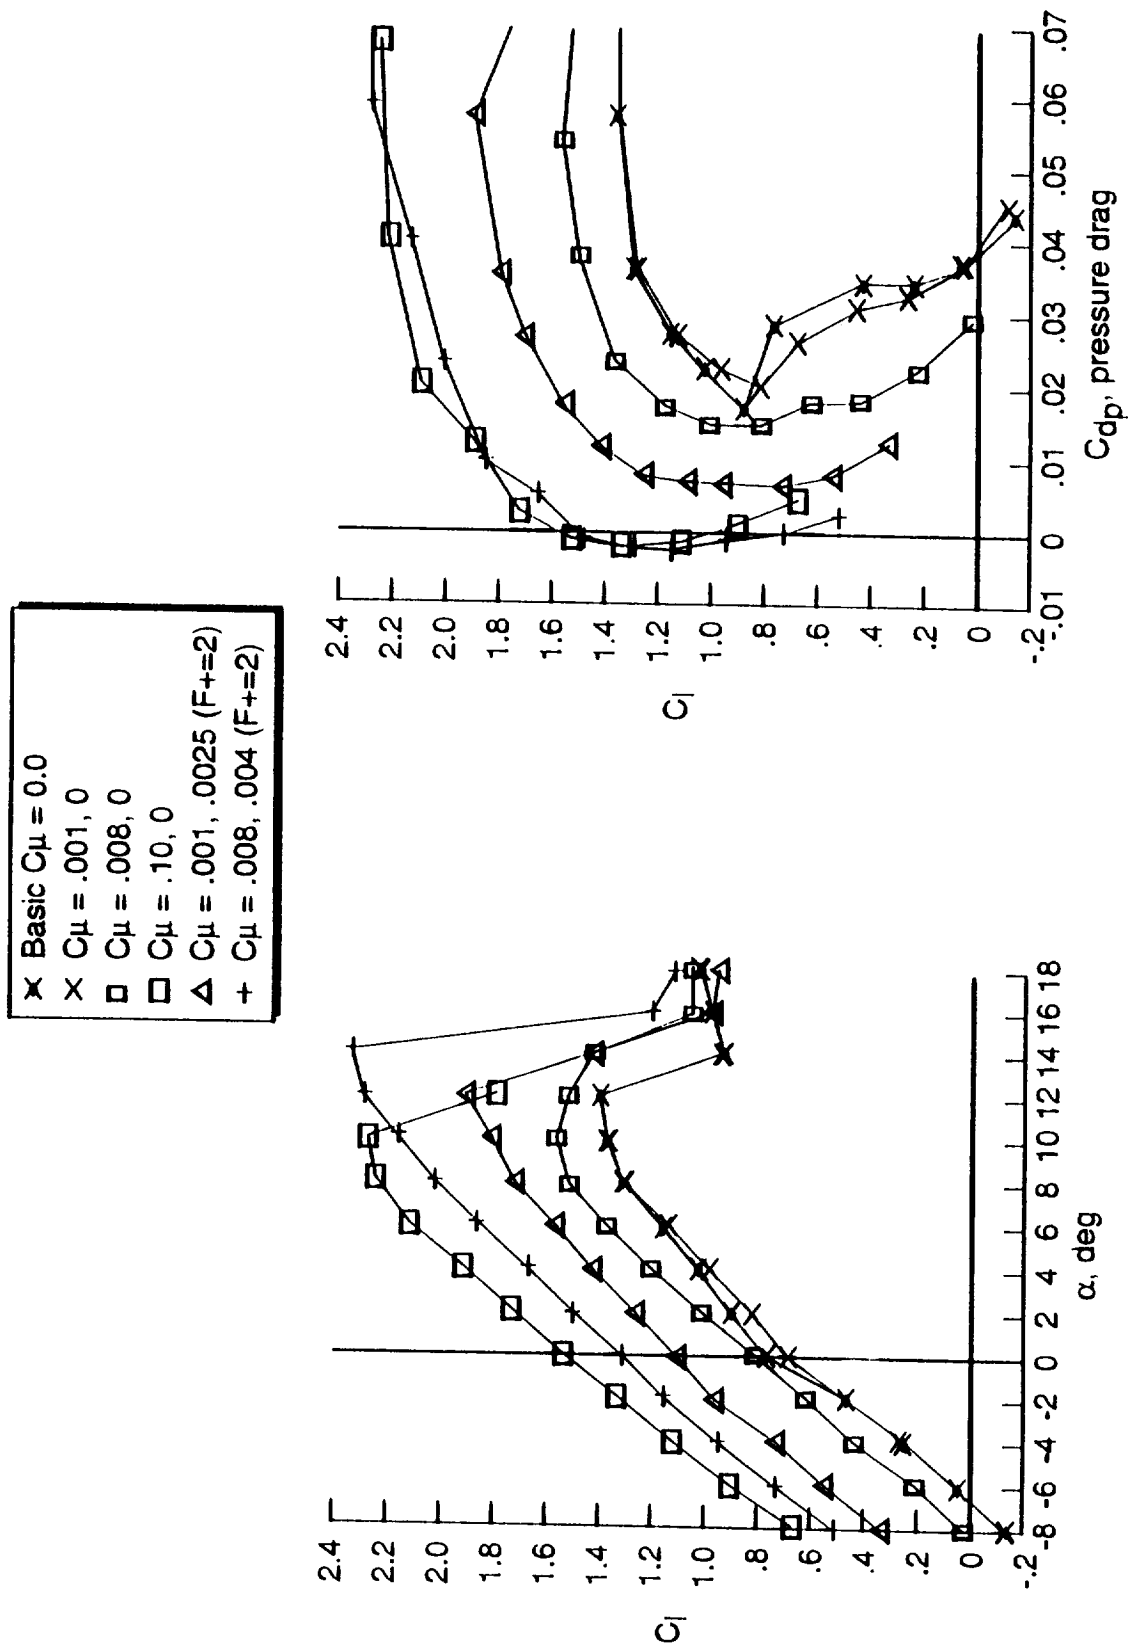 Basic Cμ = 0.0
Cμ = .001, 0
Cμ = .008, 0
Cμ = .10, 0
Cμ = .001, .0025 (F+=2)
Cμ = .008, .004 (F+=2)
2.4
2.2
2.0
1.8
1.6
1.4
1.2
1.0
.8
.6
.4
.2
0
-.2
Cl
-8 -6 -4 -2 0 2 4 6 8 10 12 14 16 18
α, deg
2.4
2.2
2.0
1.8
1.6
1.4
1.2
1.0
.8
.6
.4
.2
0
-.2
Cl
-.01 0 .01 .02 .03 .04 .05 .06 .07
Cdp, pressure drag